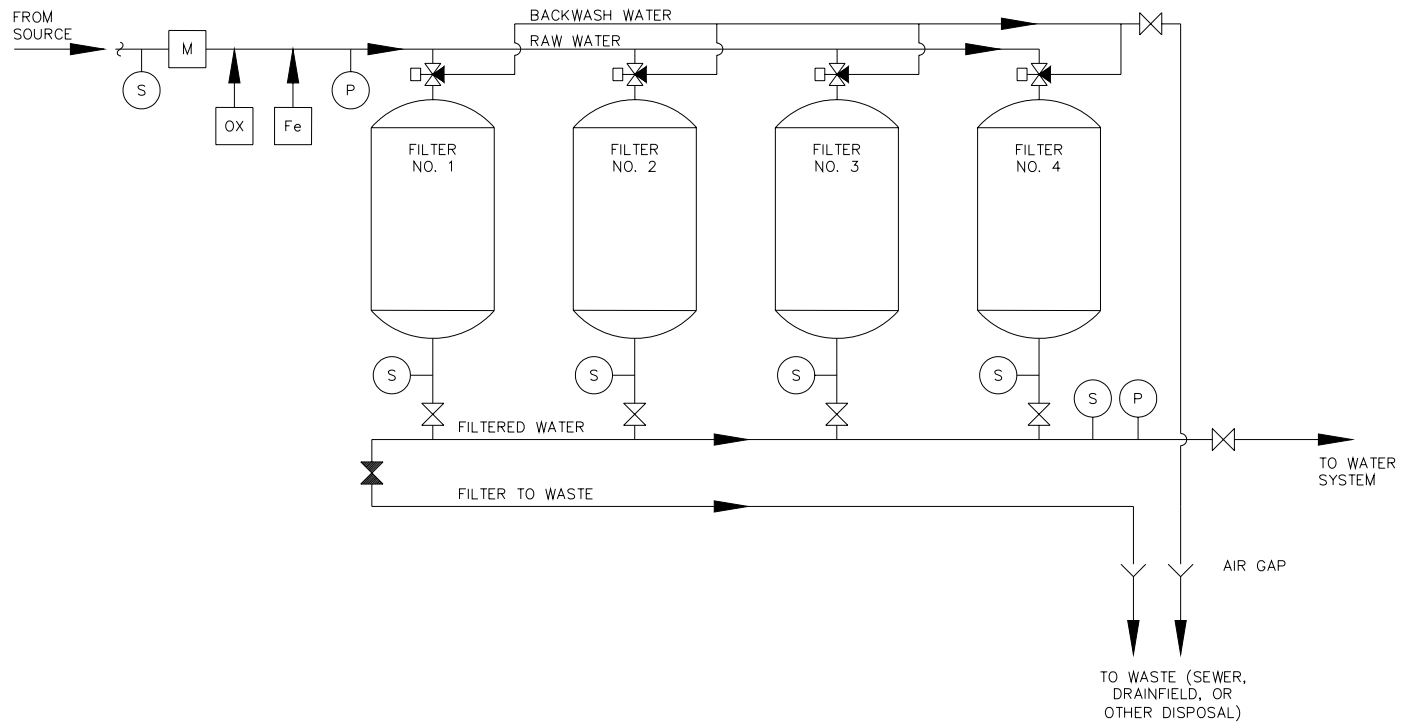 FROM
SOURCE
BACKWASH WATER
RAW WATER
M
S
P
OX
Fe
FILTER
NO. 1
FILTER
NO. 2
FILTER
NO. 3
FILTER
NO. 4
S
S
S
S
S
P
FILTERED WATER
TO WATER
SYSTEM
FILTER TO WASTE
AIR GAP
TO WASTE (SEWER,
DRAINFIELD, OR
OTHER DISPOSAL)